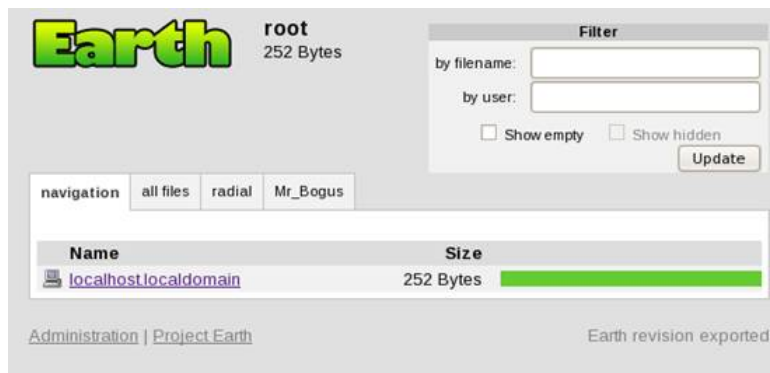 Earth
root
252 Bytes
Filter
by filename:
by user:
Show empty
Show hidden
Update
navigation
all files
radial
Mr_Bogus
Name Size
localhost.localdomain 252 Bytes
Administration | Project Earth
Earth revision exported